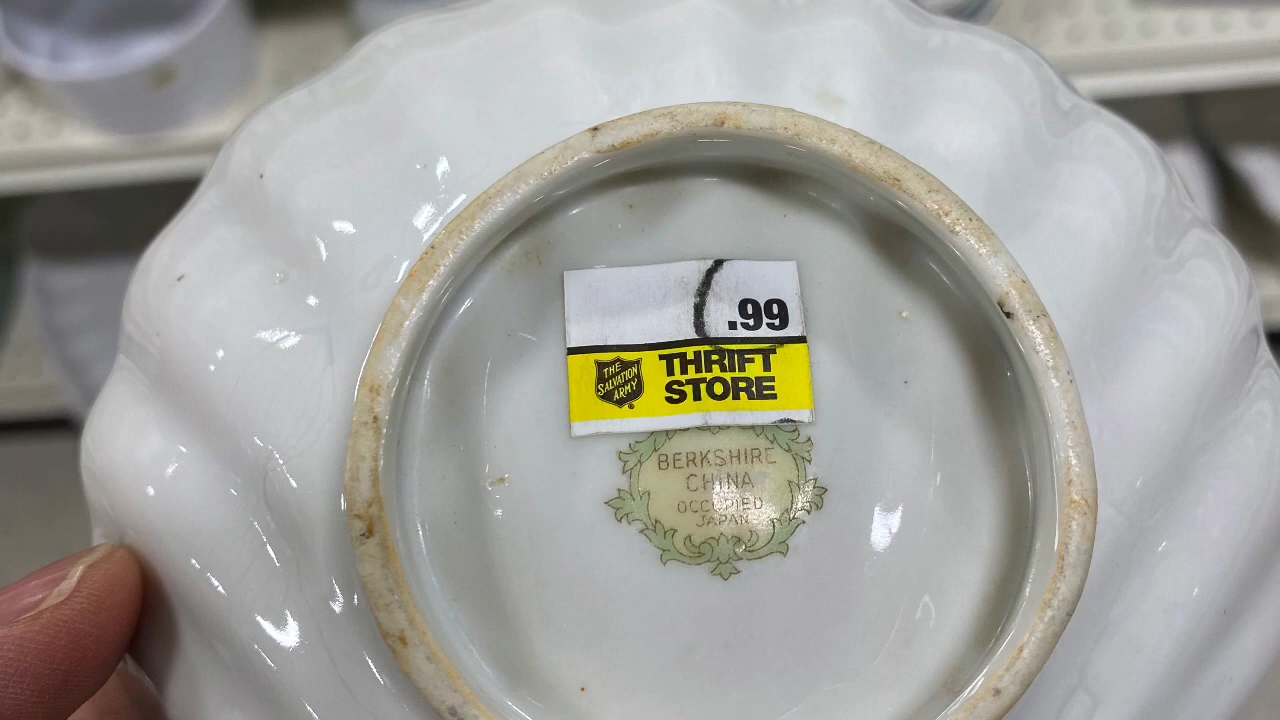 .99
THE
SALVATION
ARMY
®
THRIFT
STORE
BERKSHIRE
CHINA
OCCUPIED
JAPAN